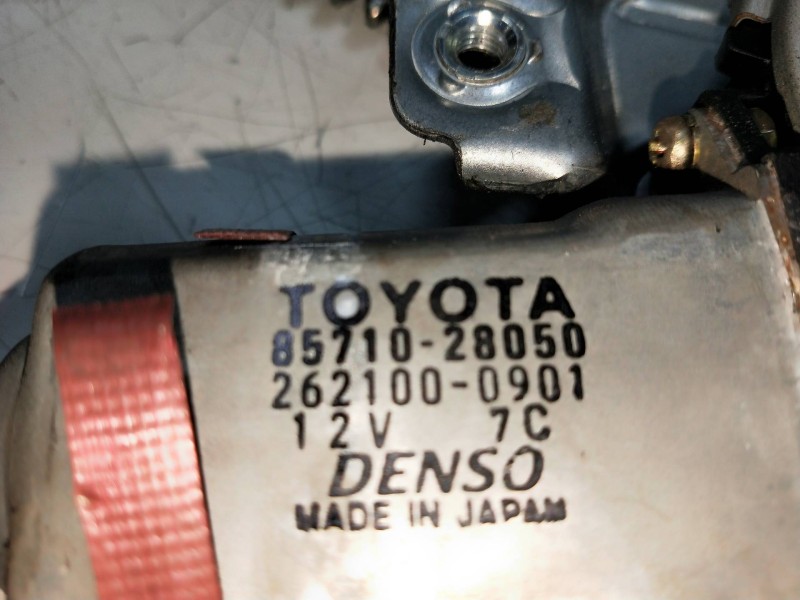 TOYOTA
85710-28050
262100-0901
12V 7C
DENSO
MADE IN JAPAN